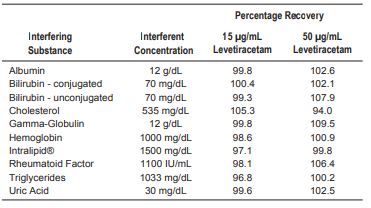 Percentage Recovery
Interfering Interferent 15 µg/mL 50 µg/mL
Substance Concentration Levetiracetam Levetiracetam
Albumin 12 g/dL 99.8 102.6
Bilirubin - conjugated 70 mg/dL 100.4 102.1
Bilirubin - unconjugated 70 mg/dL 99.3 107.9
Cholesterol 535 mg/dL 105.3 94.0
Gamma-Globulin 12 g/dL 99.8 109.5
Hemoglobin 1000 mg/dL 98.6 100.9
Intralipid® 1500 mg/dL 97.1 99.8
Rheumatoid Factor 1100 IU/mL 98.1 106.4
Triglycerides 1033 mg/dL 96.8 100.2
Uric Acid 30 mg/dL 99.6 102.5